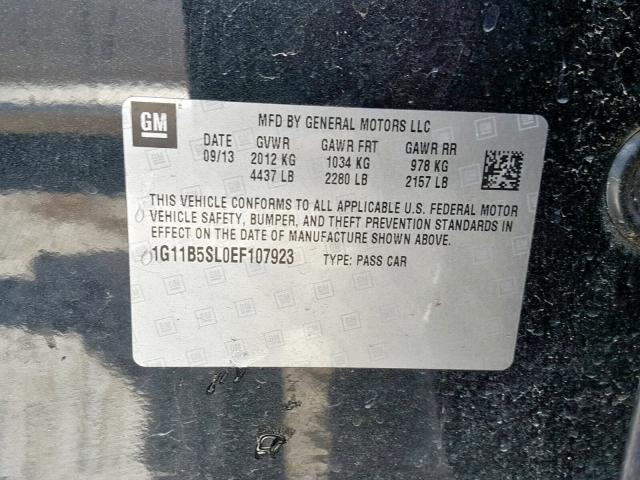 GM
MFD BY GENERAL MOTORS LLC
DATE GVWR GAWR FRT GAWR RR
09/13 2012 KG 1034 KG 978 KG
4437 LB 2280 LB 2157 LB
THIS VEHICLE CONFORMS TO ALL APPLICABLE U.S. FEDERAL MOTOR
VEHICLE SAFETY, BUMPER, AND THEFT PREVENTION STANDARDS IN
EFFECT ON THE DATE OF MANUFACTURE SHOWN ABOVE.
1G11B5SL0EF107923 TYPE: PASS CAR